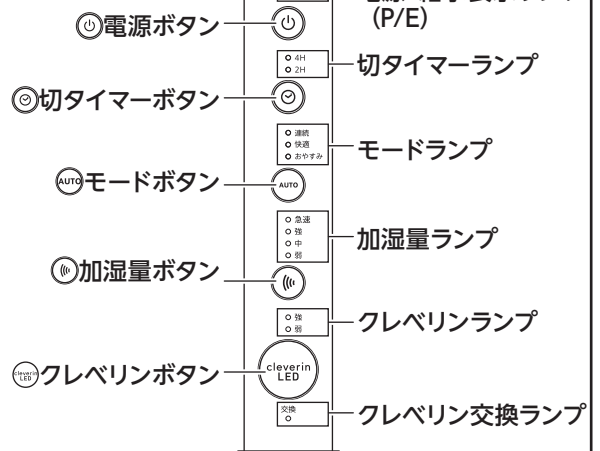 電源ボタン
(P/E)
4H
2H
切タイマーランプ
切タイマーボタン
連続
快適
おやすみ
モードランプ
AUTO
モードボタン
AUTO
急速
強
中
弱
加湿量ランプ
加湿量ボタン
強
弱
クレベリンランプ
cleverin
LED
クレベリンボタン
cleverin
LED
交換
クレベリン交換ランプ